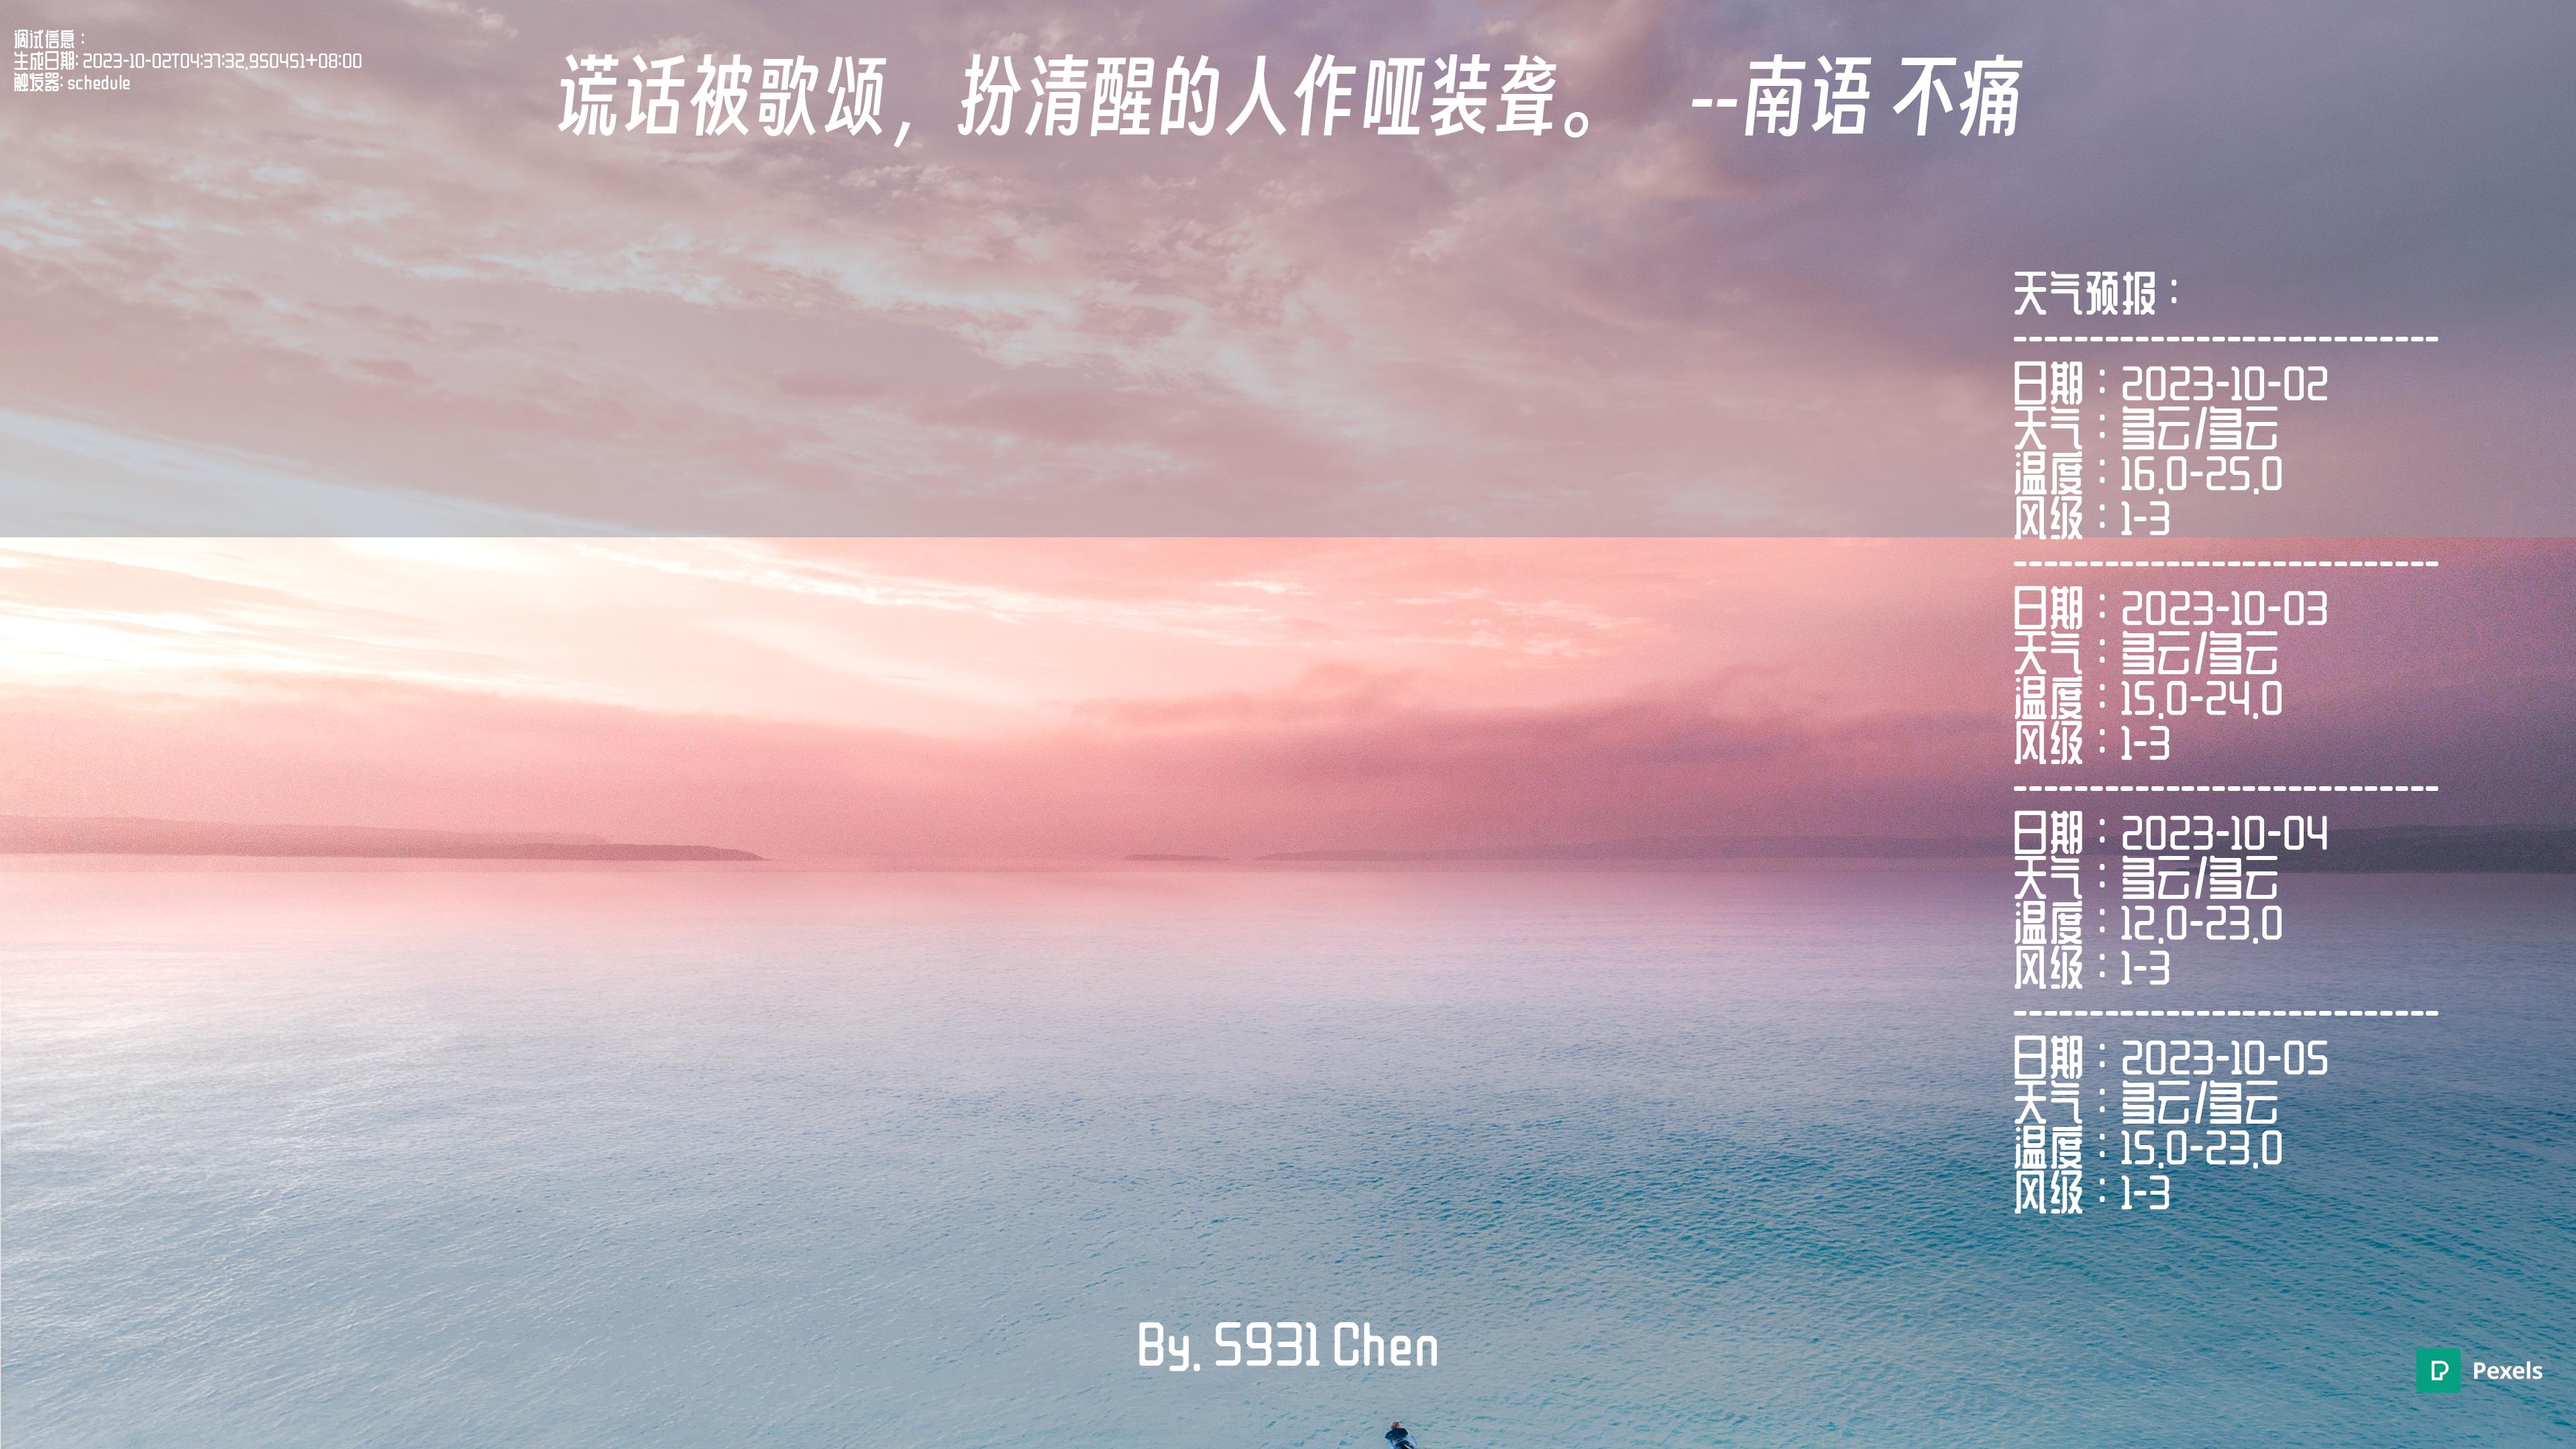 调试信息：
生成日期: 2023-10-02T04:37:32.950451+08:00
触发器: schedule
谎话被歌颂，扮清醒的人作哑装聋。 --南语 不痛
天气预报：
----------------------------
日期：2023-10-02
天气：多云/多云
温度：16.0-25.0
风级：1-3
----------------------------
日期：2023-10-03
天气：多云/多云
温度：15.0-24.0
风级：1-3
----------------------------
日期：2023-10-04
天气：多云/多云
温度：12.0-23.0
风级：1-3
----------------------------
日期：2023-10-05
天气：多云/多云
温度：15.0-23.0
风级：1-3
By. S931 Chen
Pexels